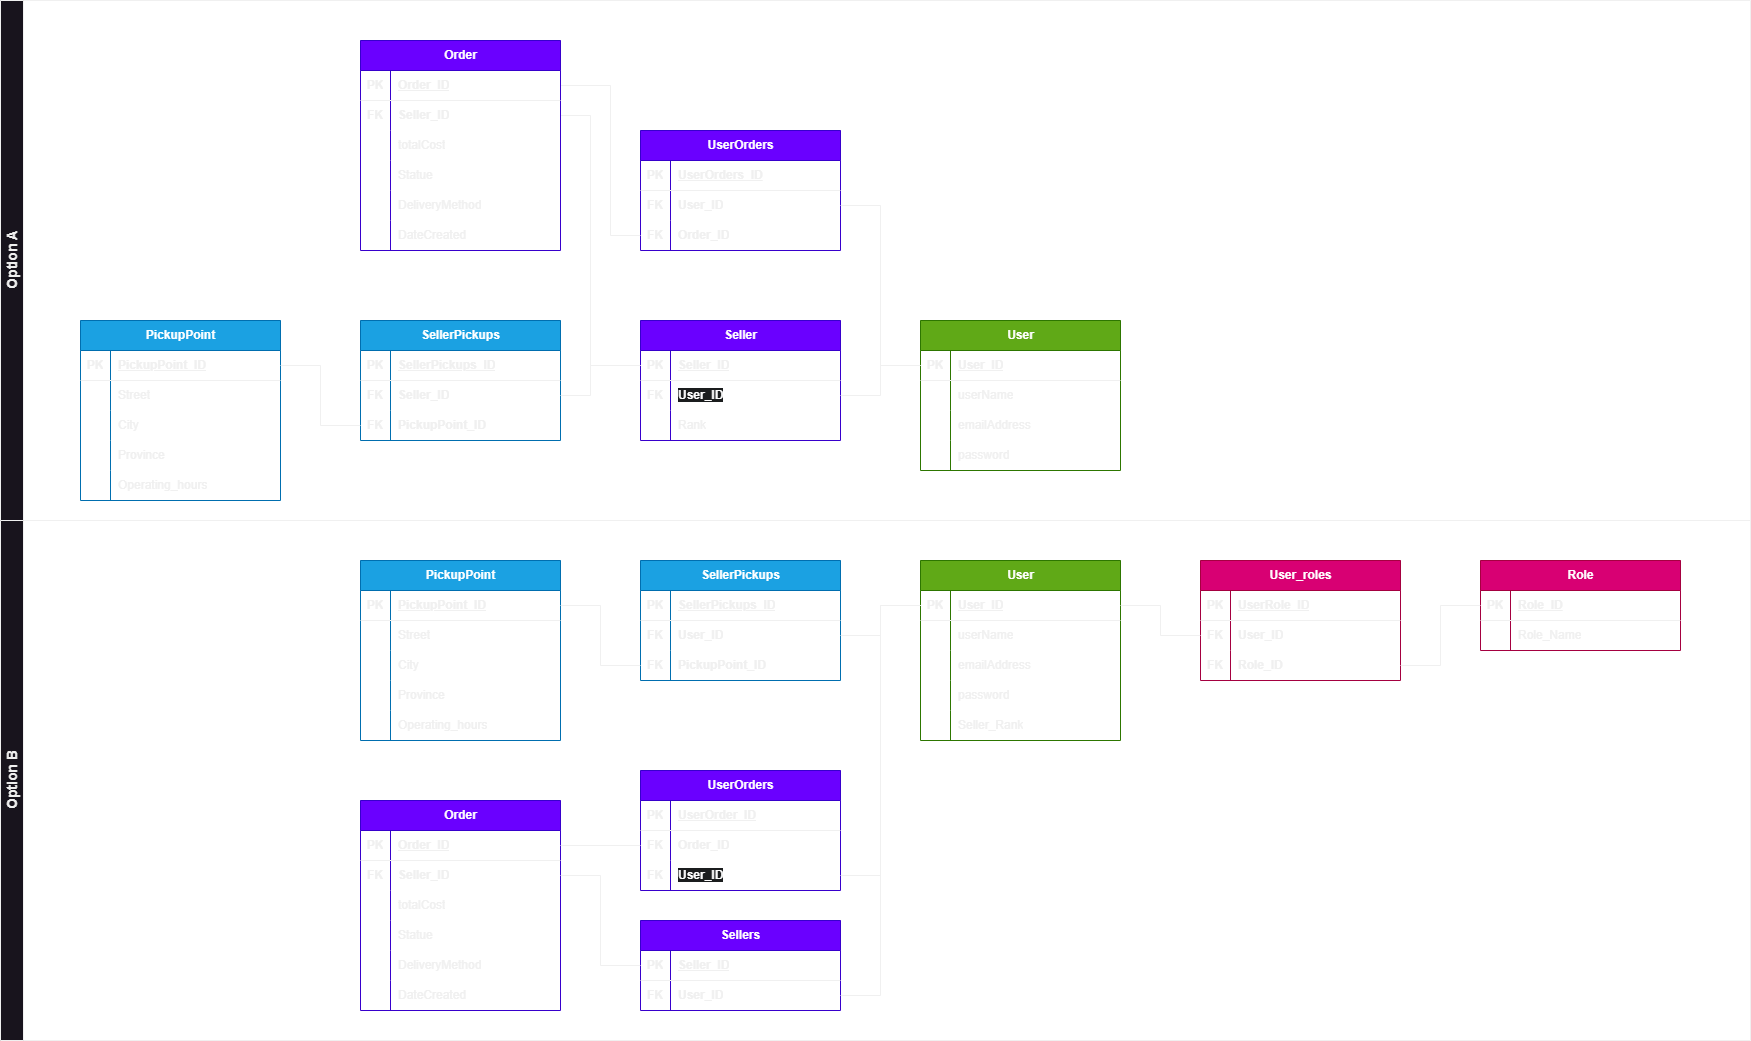 Option A
Order
PK Order_ID
FK Seller_ID
totalCost
Statue
DeliveryMethod
DateCreated
UserOrders
PK UserOrders_ID
FK User_ID
FK Order_ID
PickupPoint
PK PickupPoint_ID
Street
City
Province
Operating_hours
SellerPickups
PK SellerPickups_ID
FK Seller_ID
FK PickupPoint_ID
Seller
PK Seller_ID
FK User_ID
Rank
User
PK User_ID
userName
emailAddress
password
Option B
PickupPoint
PK PickupPoint_ID
Street
City
Province
Operating_hours
SellerPickups
PK SellerPickups_ID
FK User_ID
FK PickupPoint_ID
User
PK User_ID
userName
emailAddress
password
Seller_Rank
User_roles
PK UserRole_ID
FK User_ID
FK Role_ID
Role
PK Role_ID
Role_Name
UserOrders
PK UserOrder_ID
FK Order_ID
FK User_ID
Order
PK Order_ID
FK Seller_ID
totalCost
Statue
DeliveryMethod
DateCreated
Sellers
PK Seller_ID
FK User_ID